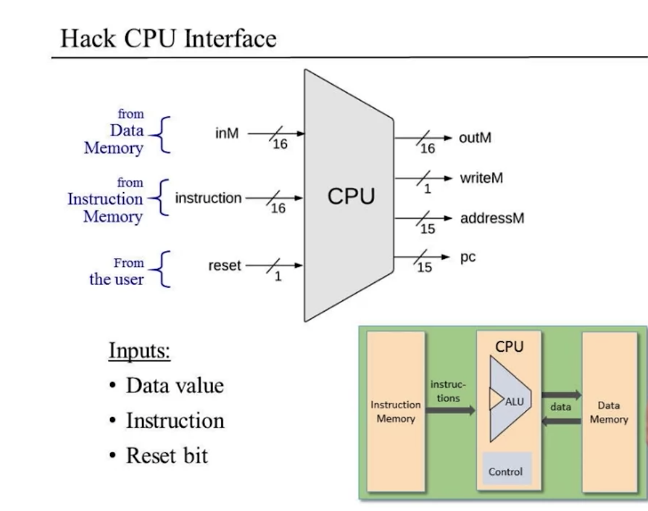 Hack CPU Interface
from
Data
Memory
inM
16
from
Instruction
Memory
instruction
16
From
the user
reset
1
CPU
16
outM
1
writeM
15
addressM
15
pc
Inputs:
• Data value
• Instruction
• Reset bit
Instruction
Memory
instruc-
tions
CPU
ALU
Control
data
Data
Memory